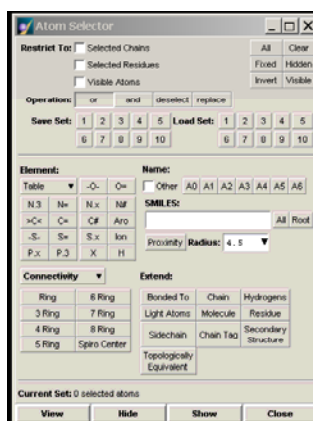 Atom Selector
Restrict To: Selected Chains All Clear
Selected Residues Fixed Hidden
Visible Atoms Invert Visible
Operation: or and deselect replace
Save Set: 1 2 3 4 5 Load Set: 1 2 3 4 5
6 7 8 9 10 6 7 8 9 10
Element: Name:
Table -O- O= Other A0 A1 A2 A3 A4 A5 A6
N.3 N= N.x N# SMILES:
>C< C= C# Aro All Root
-S- S= S.x Ion Proximity Radius: 4.5
P.x P.3 X H
Connectivity Extend:
Ring 6 Ring Bonded To Chain Hydrogens
3 Ring 7 Ring Light Atoms Molecule Residue
4 Ring 8 Ring Sidechain Chain Tag Secondary Structure
5 Ring Spiro Center Topologically Equivalent
Current Set: 0 selected atoms
View Hide Show Close